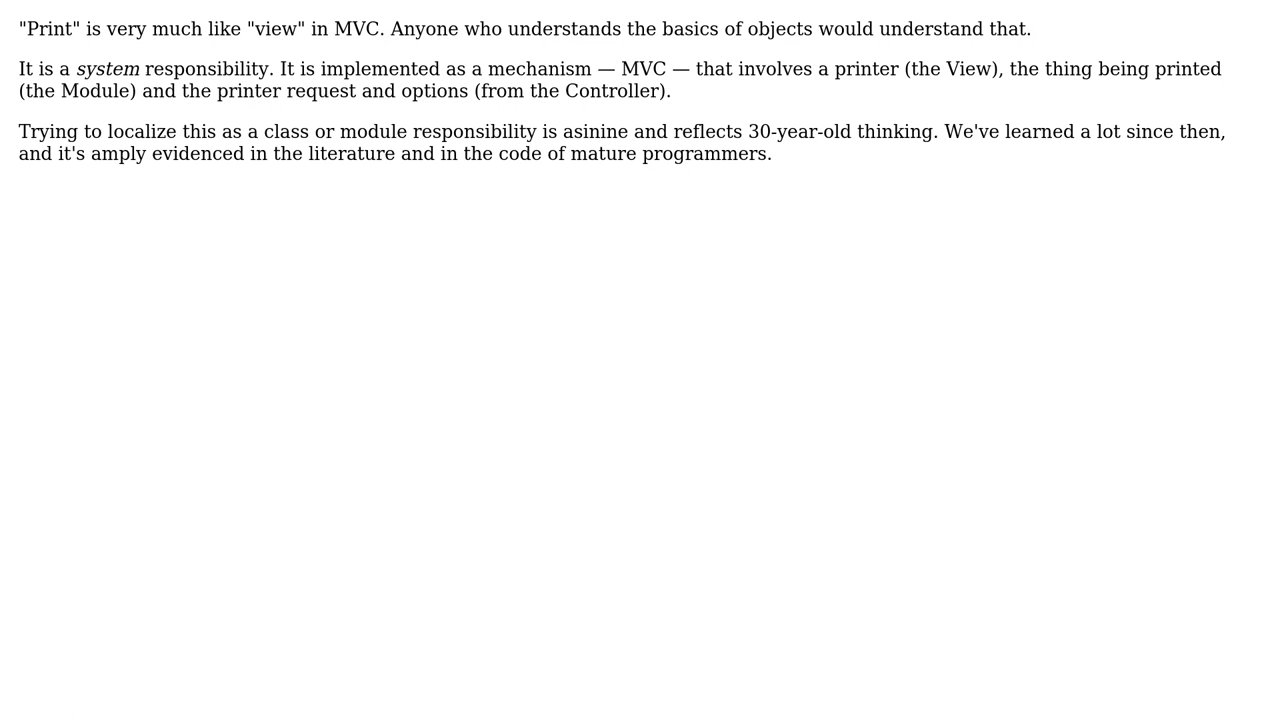 "Print" is very much like "view" in MVC. Anyone who understands the basics of objects would understand that.
It is a system responsibility. It is implemented as a mechanism — MVC — that involves a printer (the View), the thing being printed
(the Module) and the printer request and options (from the Controller).
Trying to localize this as a class or module responsibility is asinine and reflects 30-year-old thinking. We've learned a lot since then,
and it's amply evidenced in the literature and in the code of mature programmers.